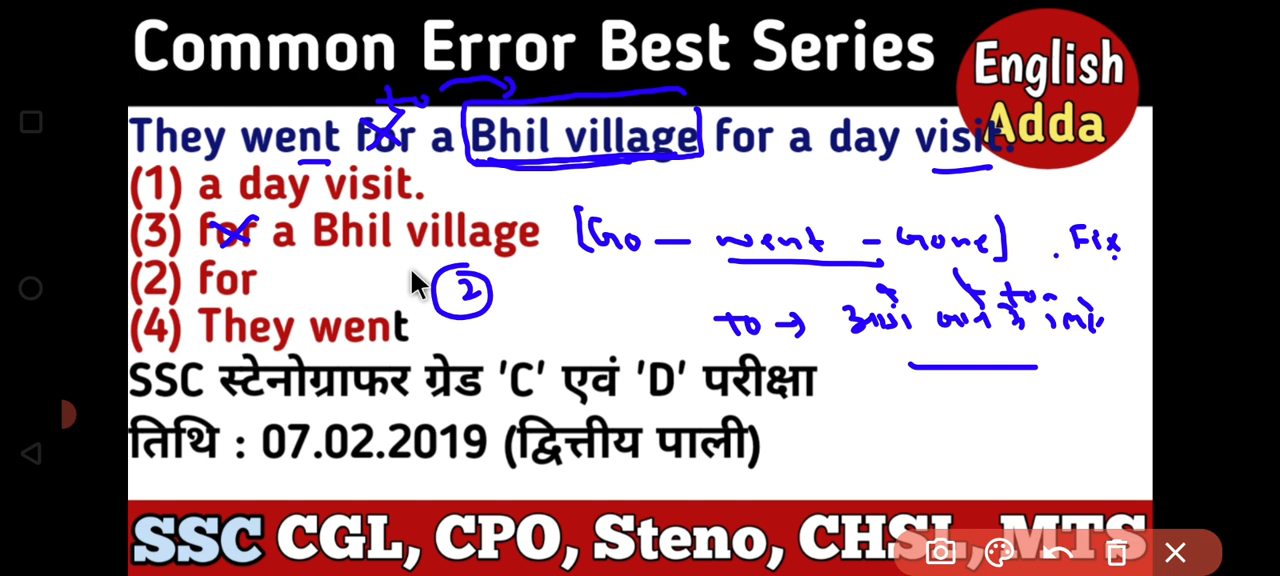 Common Error Best Series
English
Adda
to
They went for a Bhil village for a day visit.
(1) a day visit.
(3) for a Bhil village
[Go - went - Gone] . Fix
(2) for
2
to
to →
(4) They went
SSC स्टेनोग्राफर ग्रेड 'C' एवं 'D' परीक्षा
तिथि : 07.02.2019 (द्वित्तीय पाली)
SSC CGL, CPO, Steno, CHSL, MTS